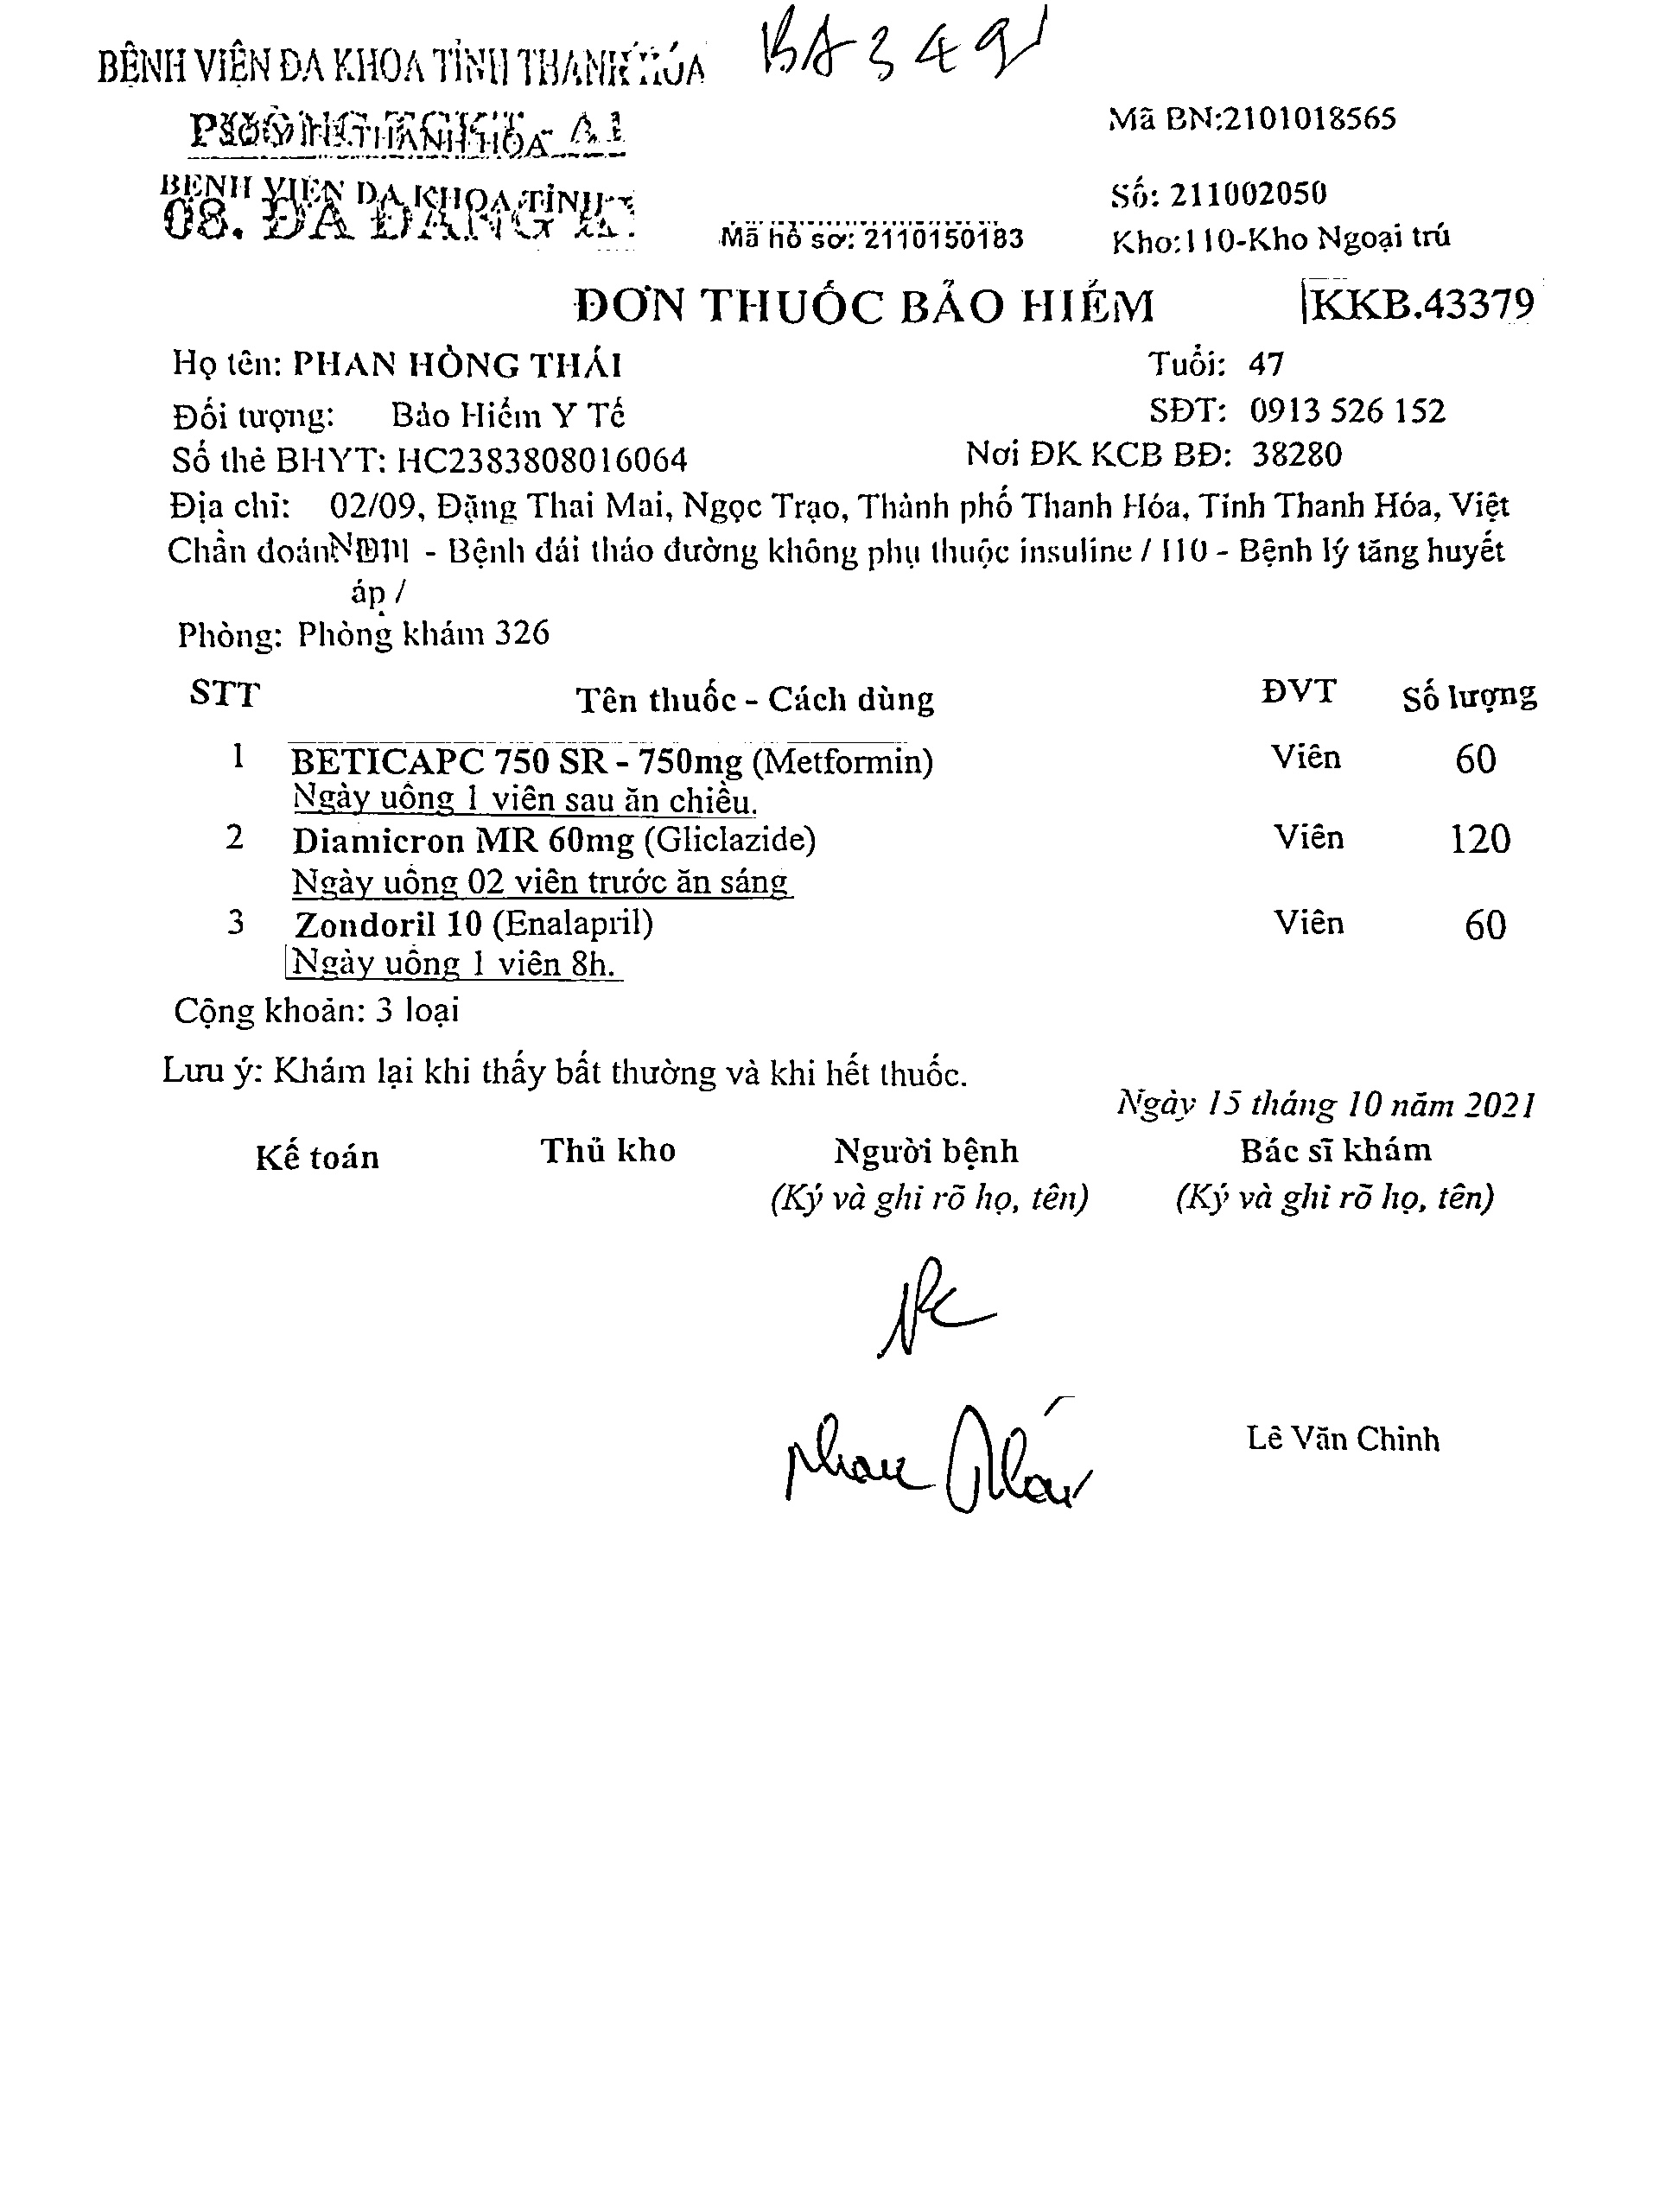 BỆNH VIỆN ĐA KHOA TỈNH THANH HÓA
BA 349
Mã BN:2101018565
BỆNH VIỆN ĐA KHOA TỈNH
08. ĐÃ ĐĂNG
Số: 211002050
Mã hồ sơ: 2110150183
Kho:110-Kho Ngoại trú
ĐƠN THUỐC BẢO HIỂM
KKB.43379
Họ tên: PHAN HỒNG THÁI
Tuổi: 47
Đối tượng: Bảo Hiểm Y Tế
SĐT: 0913 526 152
Số thẻ BHYT: HC2383808016064
Nơi ĐK KCB BĐ: 38280
Địa chỉ: 02/09, Đặng Thai Mai, Ngọc Trạo, Thành phố Thanh Hóa, Tỉnh Thanh Hóa, Việt
Chẩn đoán - Bệnh đái tháo đường không phụ thuộc insuline / I10 - Bệnh lý tăng huyết
áp /
Phòng: Phòng khám 326
STT Tên thuốc - Cách dùng ĐVT Số lượng
1 BETICAPC 750 SR - 750mg (Metformin) Viên 60
Ngày uống 1 viên sau ăn chiều.
2 Diamicron MR 60mg (Gliclazide) Viên 120
Ngày uống 02 viên trước ăn sáng
3 Zondoril 10 (Enalapril) Viên 60
Ngày uống 1 viên 8h.
Cộng khoản: 3 loại
Lưu ý: Khám lại khi thấy bất thường và khi hết thuốc.
Ngày 15 tháng 10 năm 2021
Kế toán Thủ kho Người bệnh Bác sĩ khám
(Ký và ghi rõ họ, tên) (Ký và ghi rõ họ, tên)
Phan Thái
Lê Văn Chinh